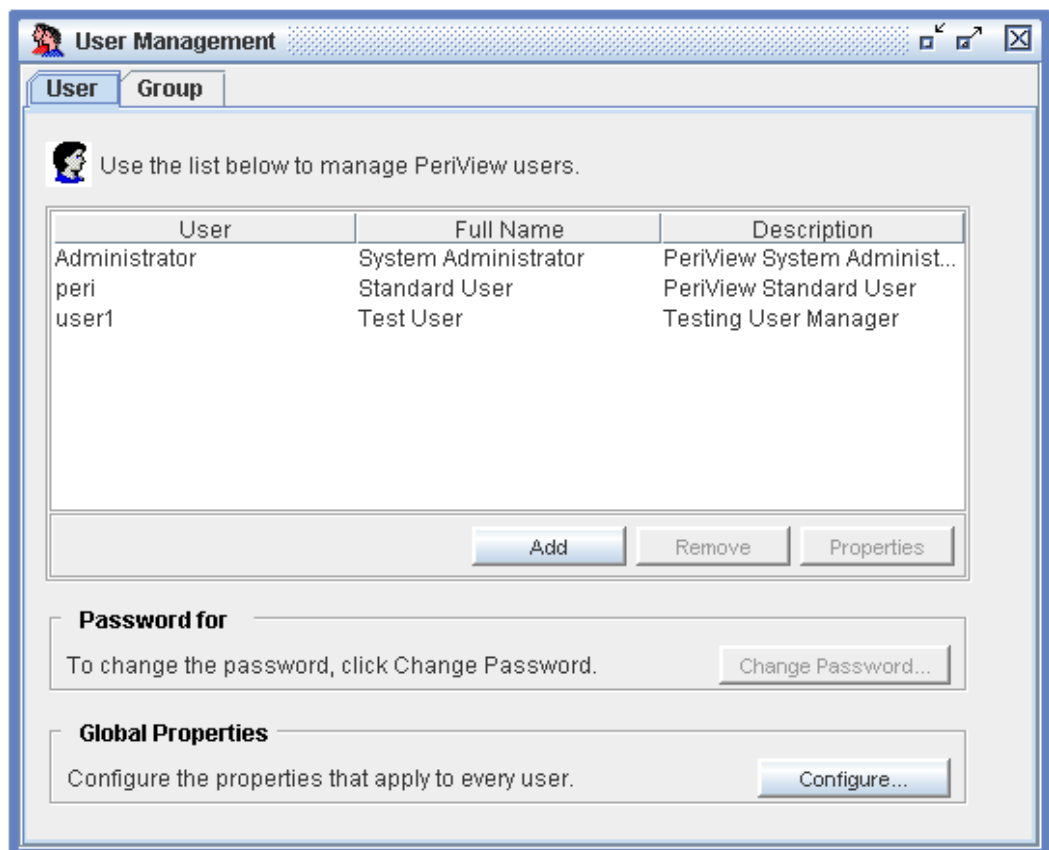 User Management
User Group
Use the list below to manage PeriView users.
User Full Name Description
Administrator System Administrator PeriView System Administ...
peri Standard User PeriView Standard User
user1 Test User Testing User Manager
Add Remove Properties
Password for
To change the password, click Change Password. Change Password...
Global Properties
Configure the properties that apply to every user. Configure...